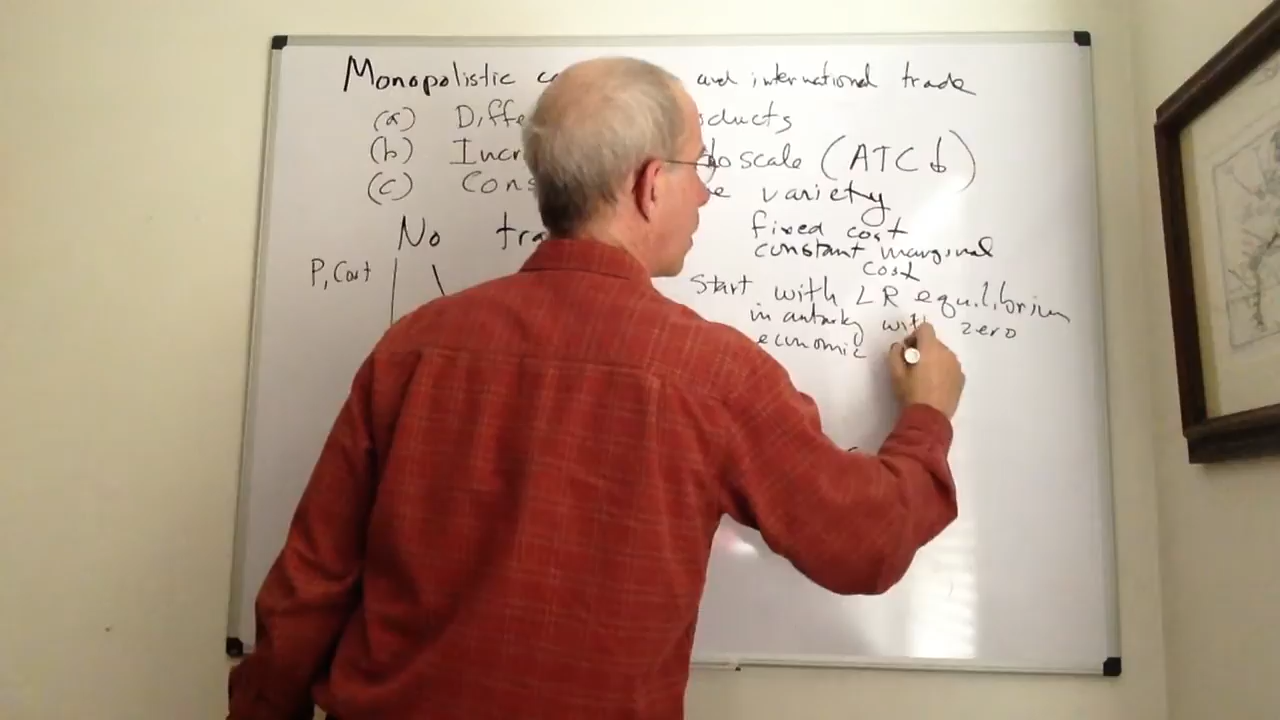 Monopolistic and international trade
(a) Diffe oducts
(b) Incr to scale (ATC↓)
(c) Cons e variety
fixed cost
constant marginal
cost
No tra
P, Cost
Start with LR equilibrium
in autarky with zero
economic